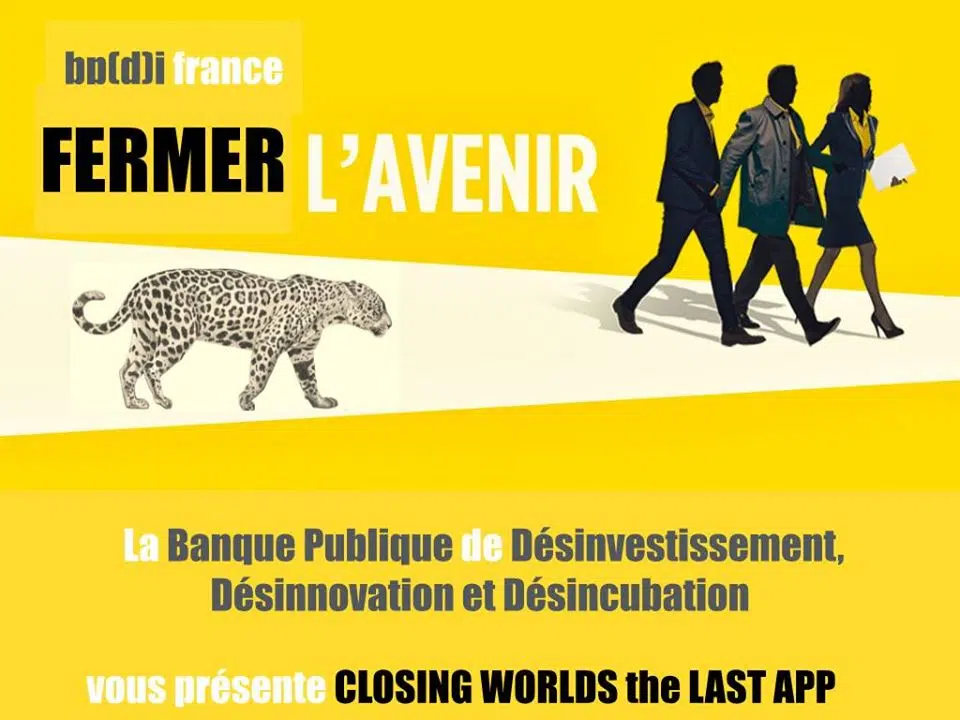 bp(d)i france
FERMER L'AVENIR
La Banque Publique de Désinvestissement,
Désinnovation et Désincubation
vous présente CLOSING WORLDS the LAST APP